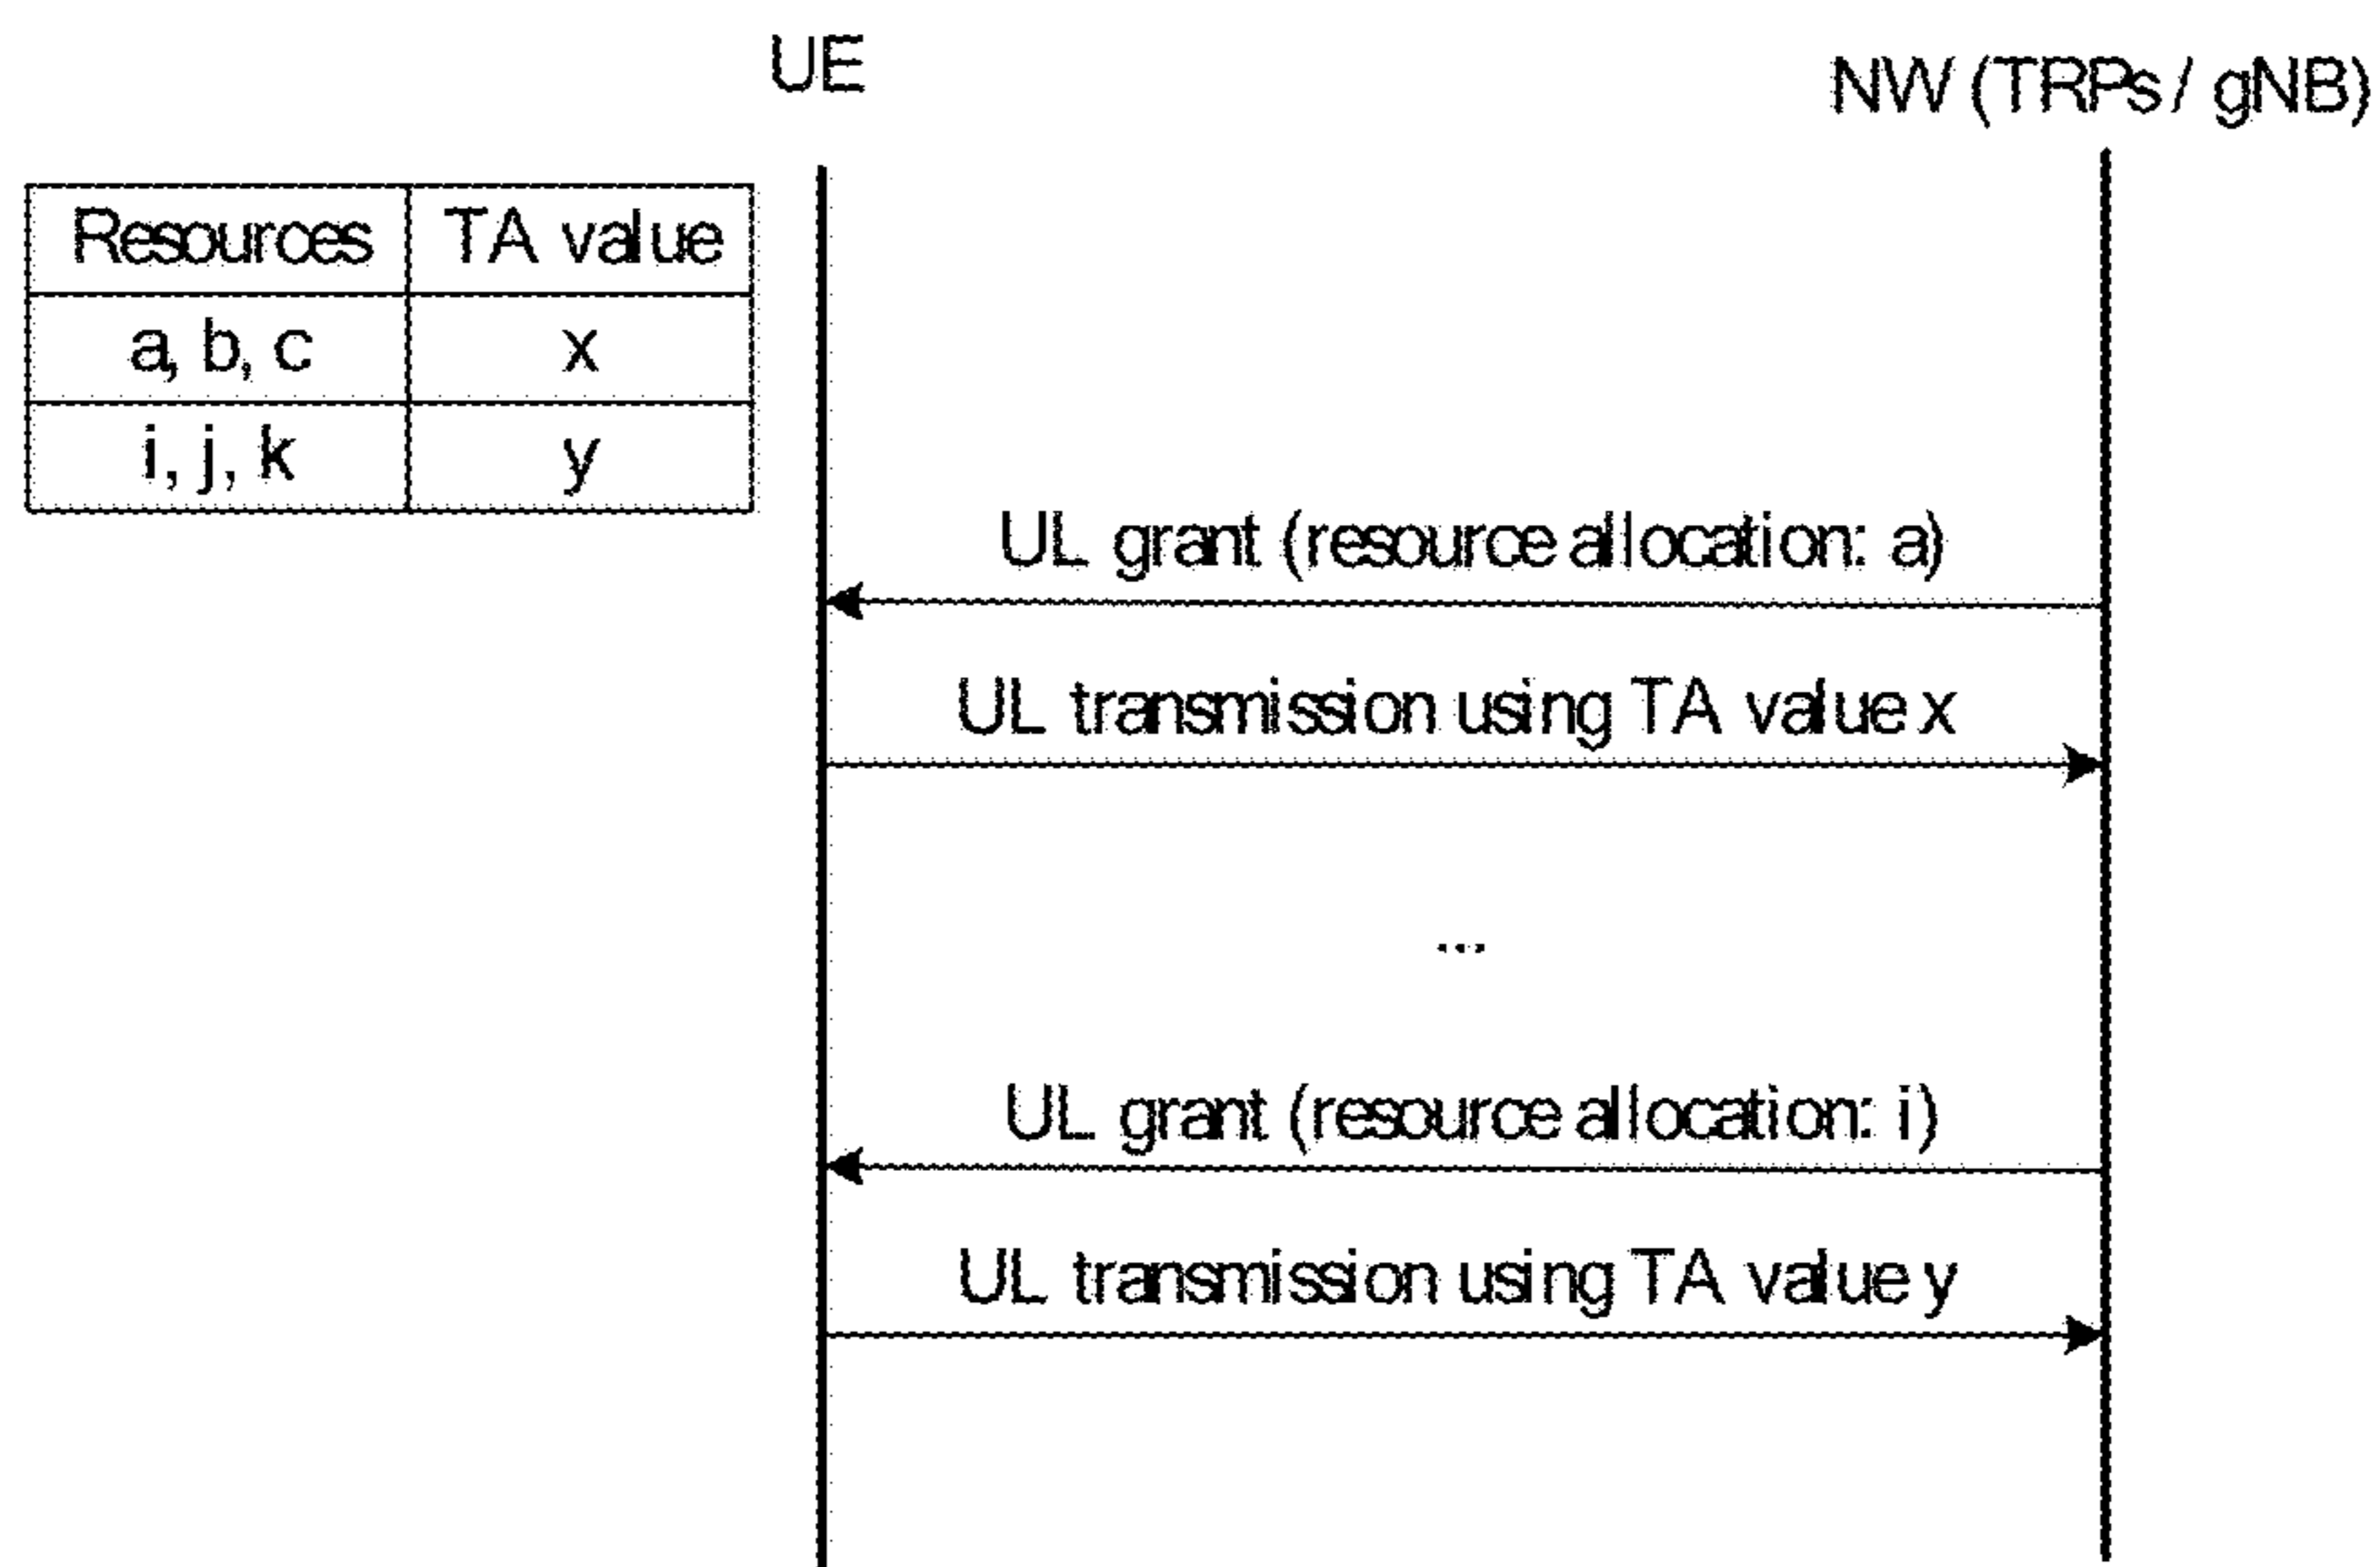 UE
NW (TRPs / gNB)
Resources TA value
a, b, c x
i, j, k y
UL grant (resource allocation: a)
UL transmission using TA value x
...
UL grant (resource allocation: i)
UL transmission using TA value y